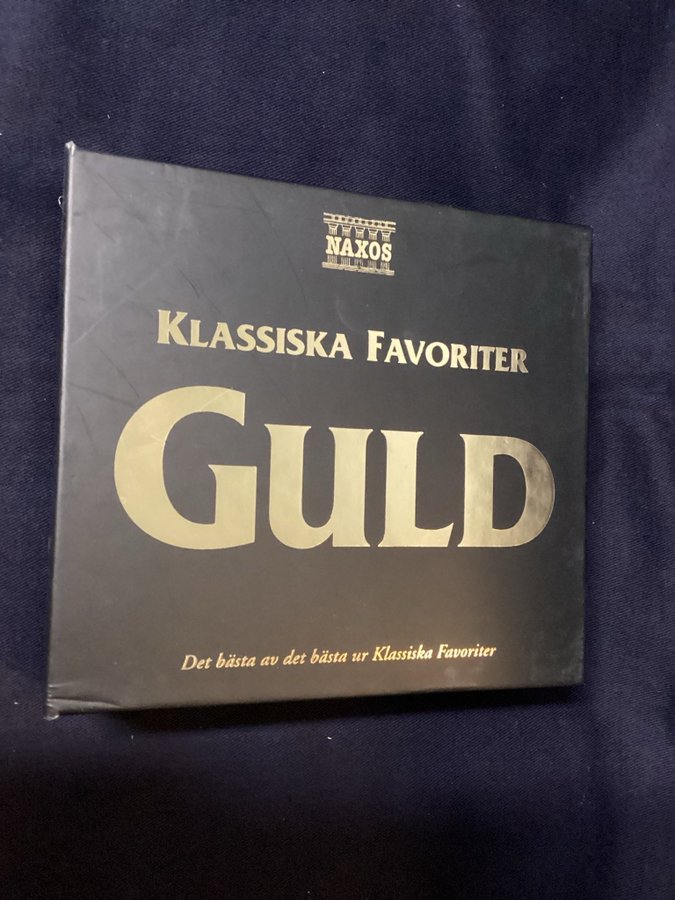 NAXOS
KLASSISKA FAVORITER
GULD
Det bästa av det bästa ur Klassiska Favoriter